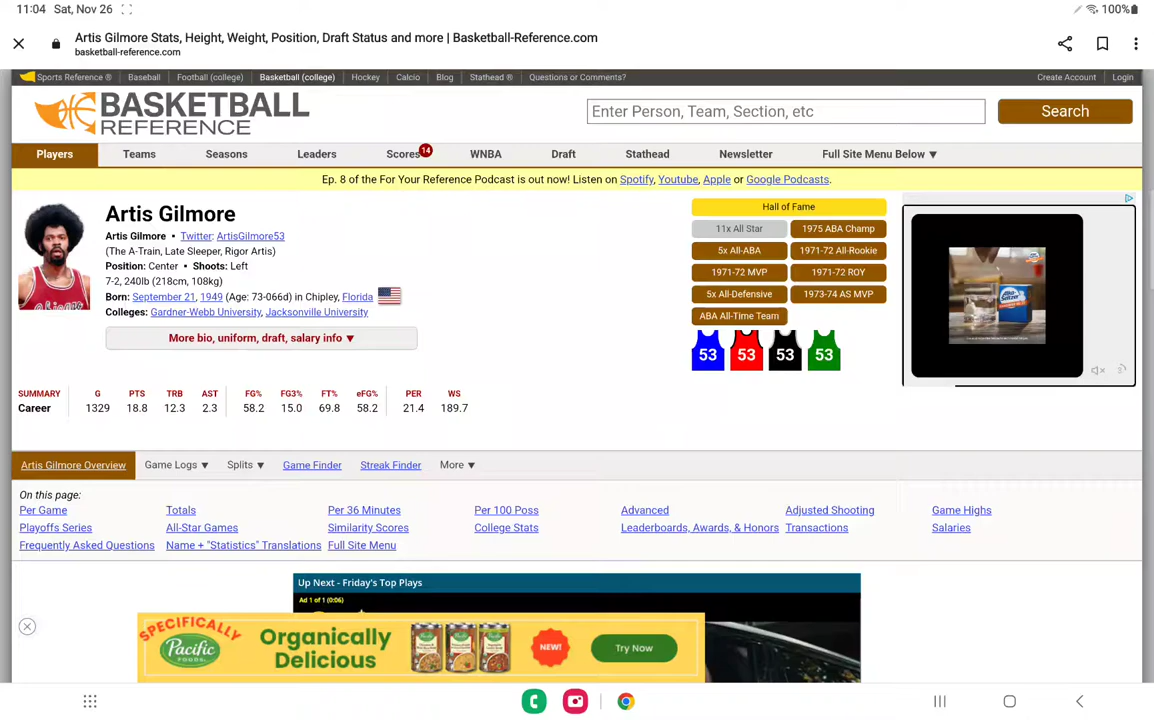 11:04 Sat, Nov 26 100%
Artis Gilmore Stats, Height, Weight, Position, Draft Status and more | Basketball-Reference.com
basketball-reference.com
Sports Reference ® Baseball Football (college) Basketball (college) Hockey Calcio Blog Stathead ® Questions or Comments? Create Account Login
BASKETBALL
REFERENCE
Enter Person, Team, Section, etc Search
Players Teams Seasons Leaders Scores 14 WNBA Draft Stathead Newsletter Full Site Menu Below ▼
Ep. 8 of the For Your Reference Podcast is out now! Listen on Spotify, Youtube, Apple or Google Podcasts.
Artis Gilmore
Artis Gilmore • Twitter: ArtisGilmore53
(The A-Train, Late Sleeper, Rigor Artis)
Position: Center • Shoots: Left
7-2, 240lb (218cm, 108kg)
Born: September 21, 1949 (Age: 73-066d) in Chipley, Florida
Colleges: Gardner-Webb University, Jacksonville University
More bio, uniform, draft, salary info ▼
Hall of Fame
11x All Star 1975 ABA Champ
5x All-ABA 1971-72 All-Rookie
1971-72 MVP 1971-72 ROY
5x All-Defensive 1973-74 AS MVP
ABA All-Time Team
53 53 53 53
Alka-Seltzer
SUMMARY G PTS TRB AST FG% FG3% FT% eFG% PER WS
Career 1329 18.8 12.3 2.3 58.2 15.0 69.8 58.2 21.4 189.7
Artis Gilmore Overview Game Logs ▼ Splits ▼ Game Finder Streak Finder More ▼
On this page:
Per Game Totals Per 36 Minutes Per 100 Poss Advanced Adjusted Shooting Game Highs
Playoffs Series All-Star Games Similarity Scores College Stats Leaderboards, Awards, & Honors Transactions Salaries
Frequently Asked Questions Name + "Statistics" Translations Full Site Menu
Up Next - Friday's Top Plays
Ad 1 of 1 (0:06)
SPECIFICALLY
Pacific
FOODS
Organically
Delicious
NEW!
Try Now